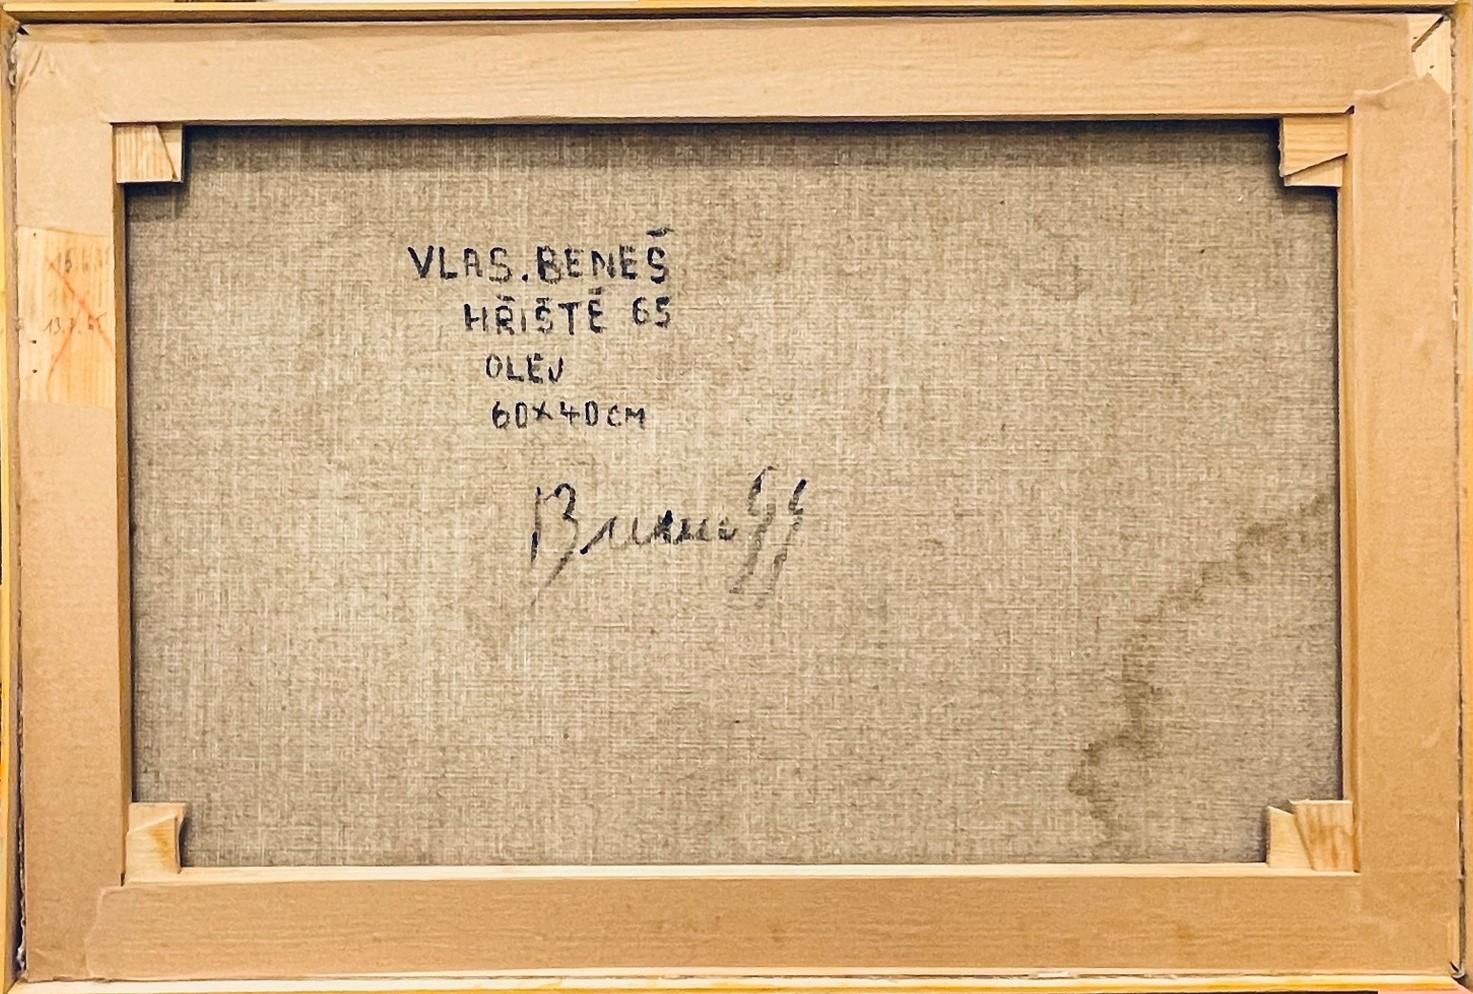 VLAS. BENEŠ
HŘIŠTĚ 65
OLEJ
60×40 CM